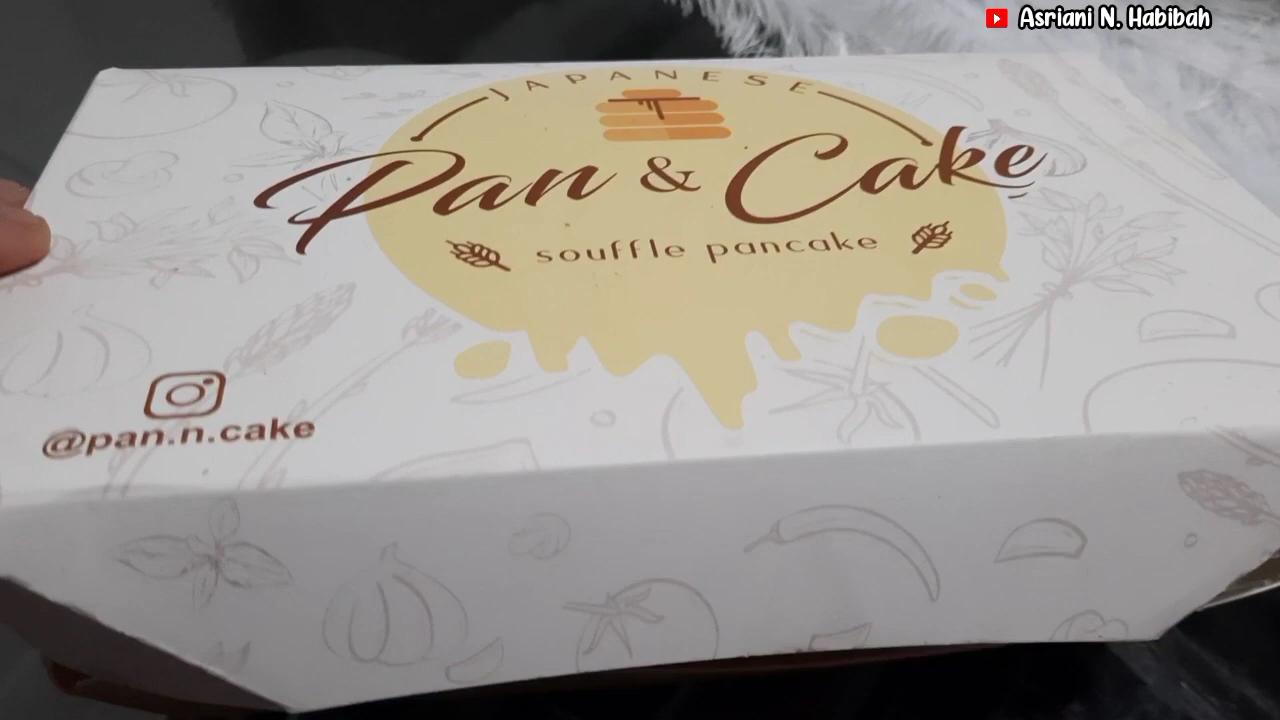 Asriani N. Habibah
JAPANESE
Pan & Cake
souffle pancake
@pan.n.cake